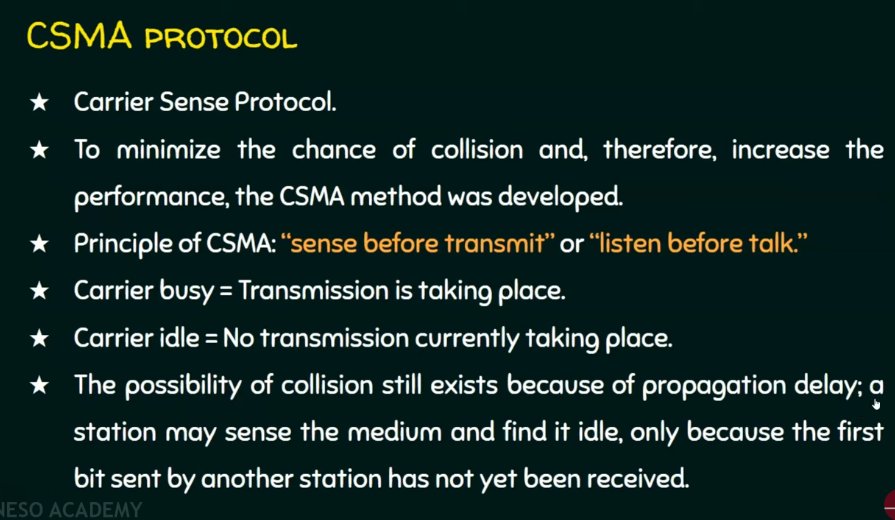 CSMA PROTOCOL
★ Carrier Sense Protocol.
★ To minimize the chance of collision and, therefore, increase the
performance, the CSMA method was developed.
★ Principle of CSMA: “sense before transmit” or “listen before talk.”
★ Carrier busy = Transmission is taking place.
★ Carrier idle = No transmission currently taking place.
★ The possibility of collision still exists because of propagation delay; a
station may sense the medium and find it idle, only because the first
bit sent by another station has not yet been received.
NESO ACADEMY